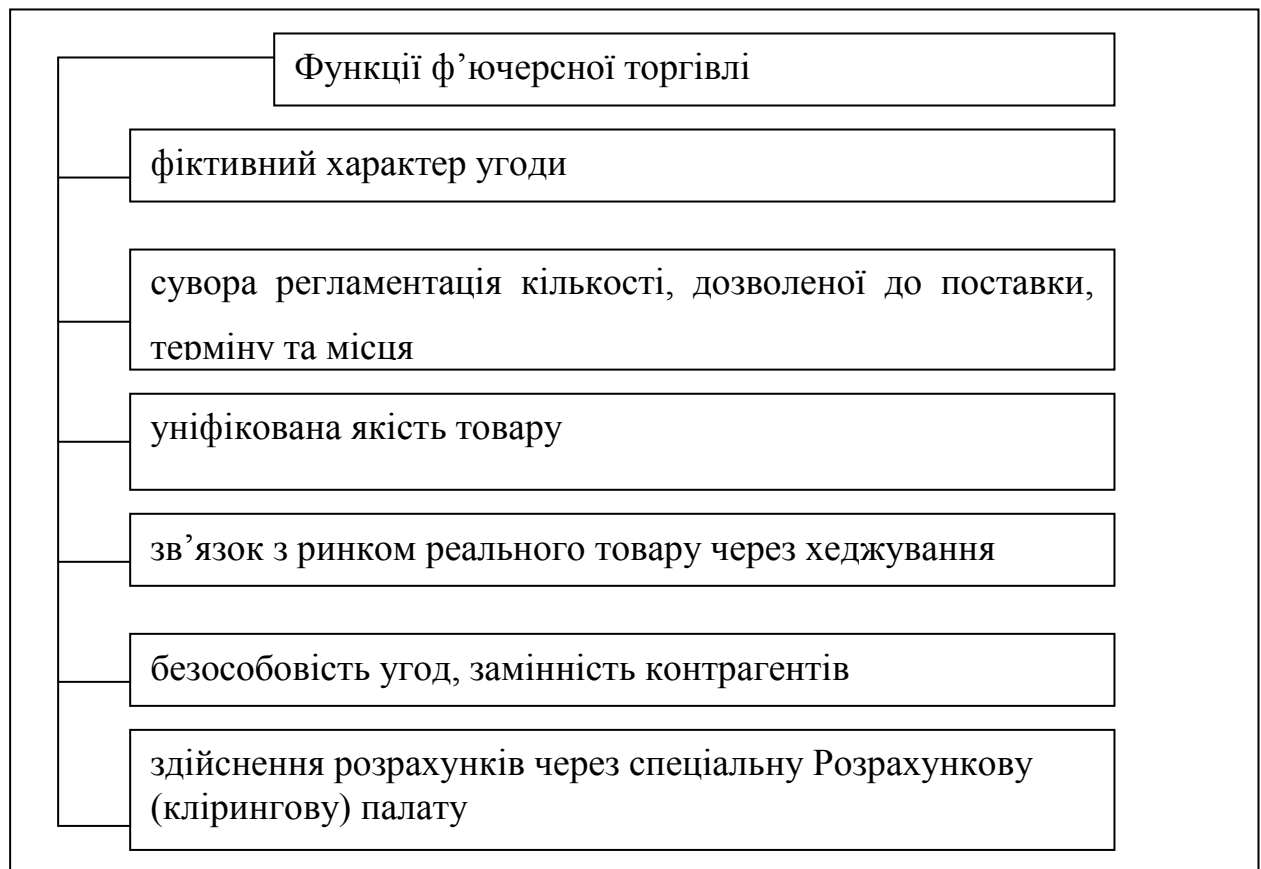 Функції ф’ючерсної торгівлі
фіктивний характер угоди
сувора регламентація кількості, дозволеної до поставки,
терміну та місця
уніфікована якість товару
зв’язок з ринком реального товару через хеджування
безособовість угод, замінність контрагентів
здійснення розрахунків через спеціальну Розрахункову
(клірингову) палату